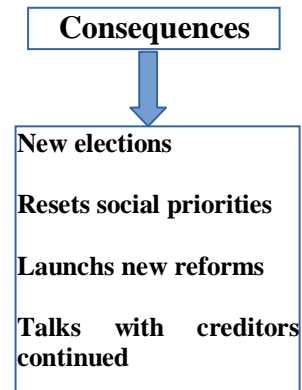 Consequences
New elections
Resets social priorities
Launchs new reforms
Talks with creditors
continued